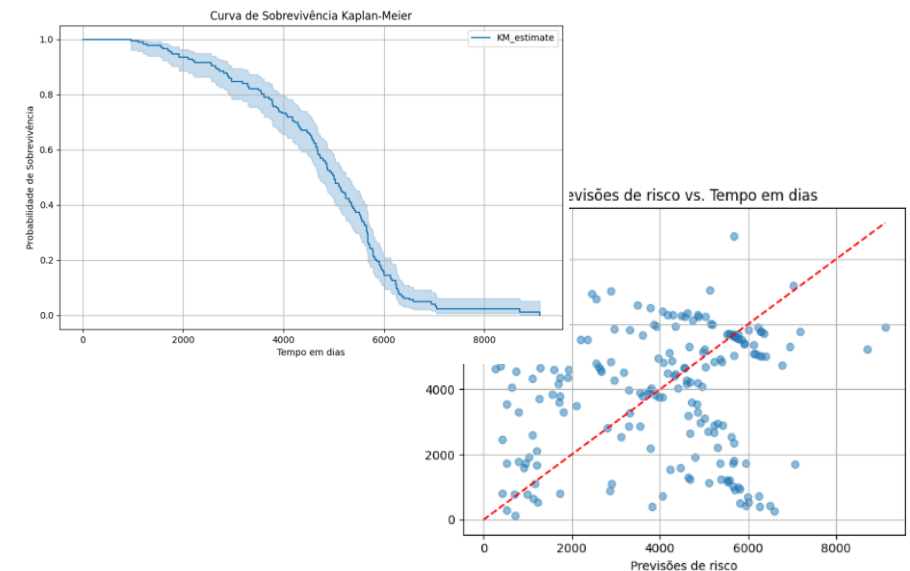 Curva de Sobrevivência Kaplan-Meier
KM_estimate
1.0
0.8
0.6
0.4
0.2
0.0
Probabilidade de Sobrevivência
0 2000 4000 6000 8000
Tempo em dias
evisões de risco vs. Tempo em dias
4000
2000
0
0 2000 4000 6000 8000
Previsões de risco